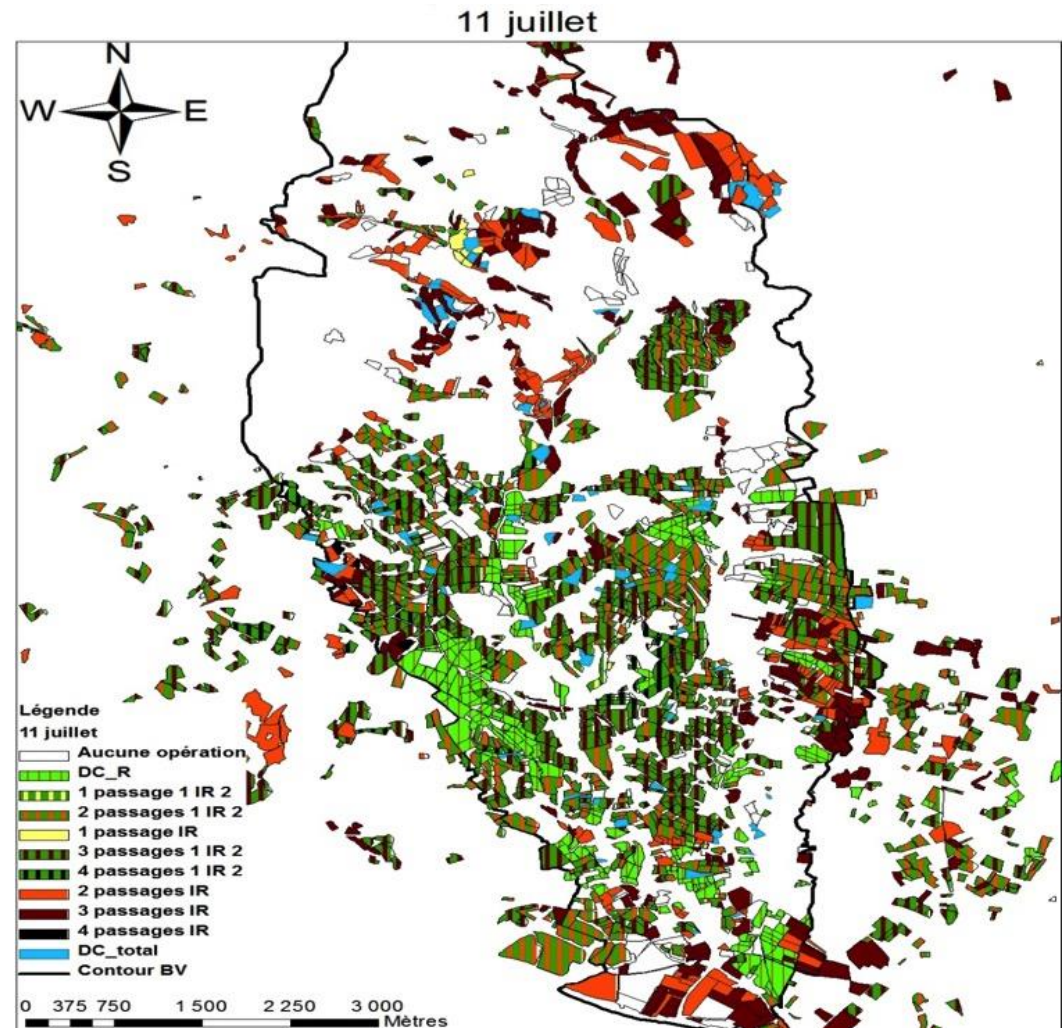 11 juillet
N
W E
S
Légende
11 juillet
Aucune opération
DC_R
1 passage 1 IR 2
2 passages 1 IR 2
1 passage IR
3 passages 1 IR 2
4 passages 1 IR 2
2 passages IR
3 passages IR
4 passages IR
DC_total
Contour BV
0 375 750 1 500 2 250 3 000
Mètres